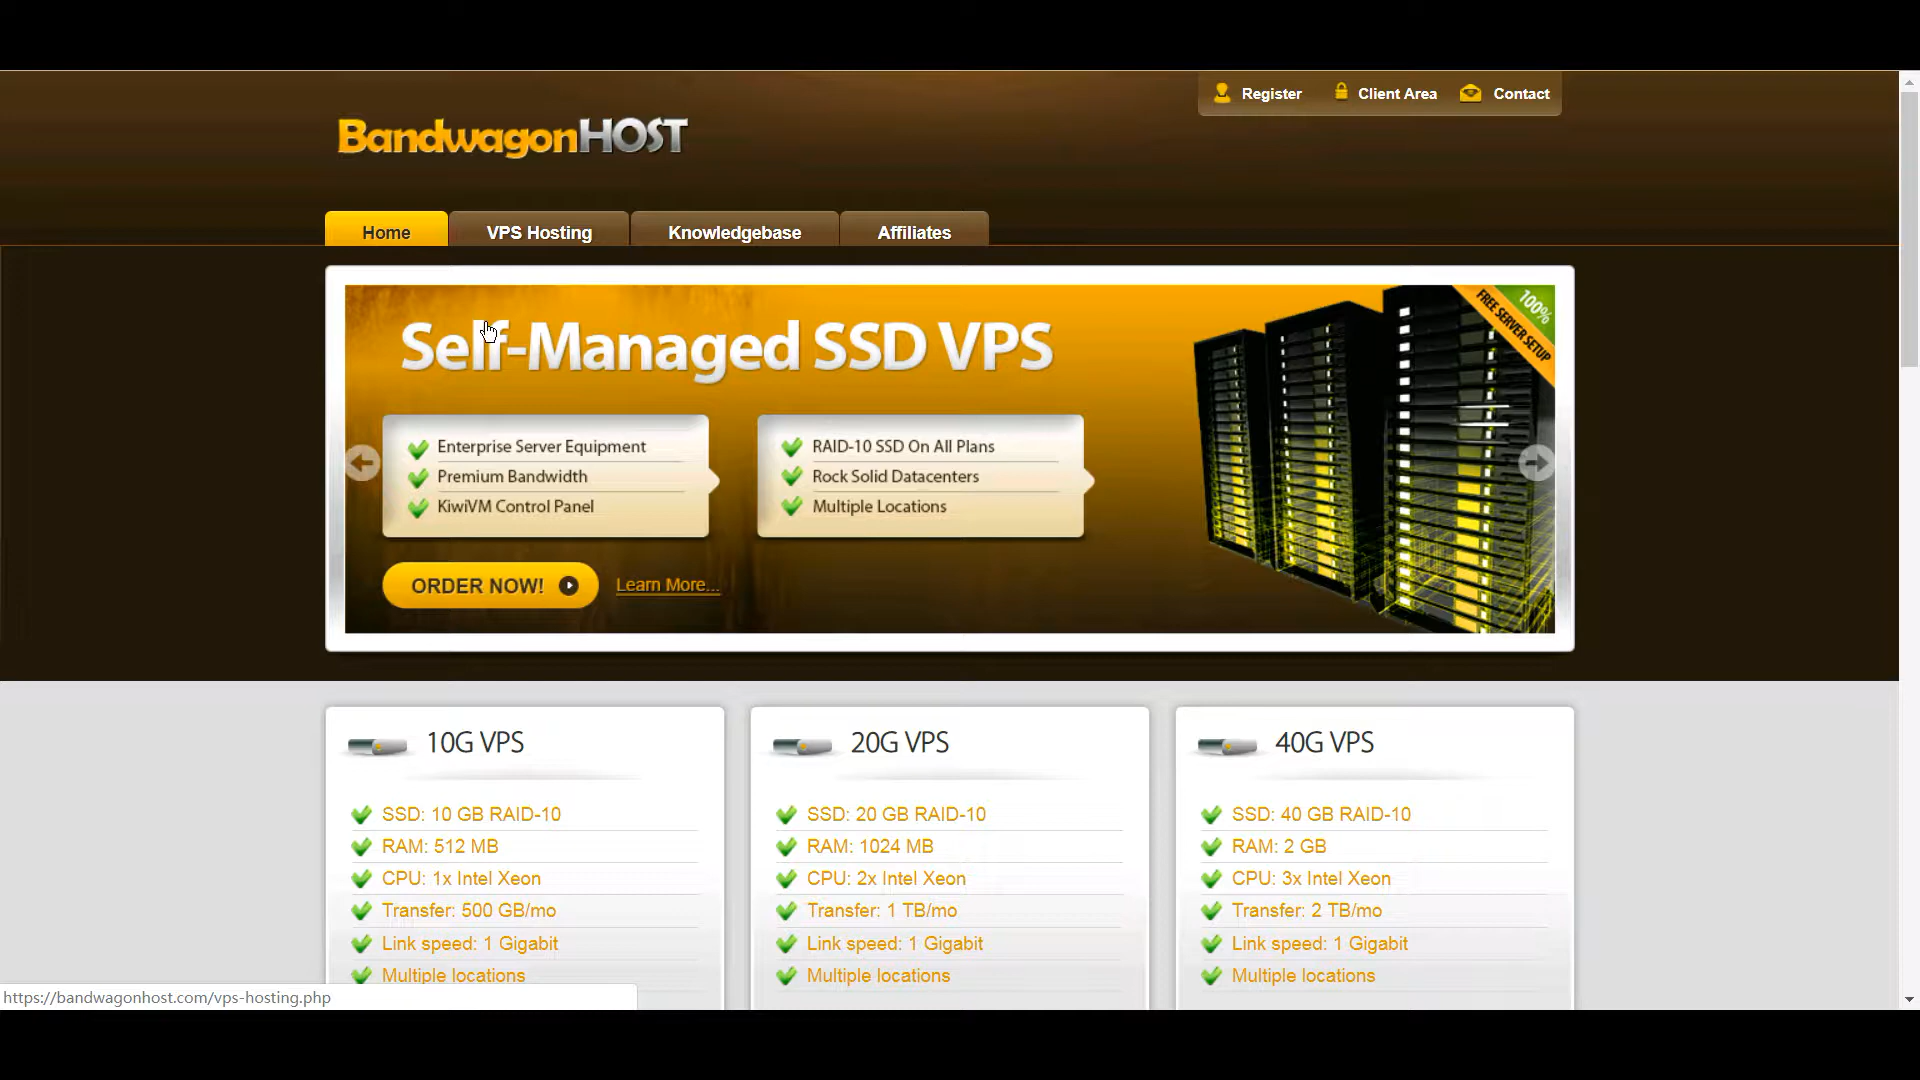 Register
Client Area
Contact
BandwagonHOST
Home
VPS Hosting
Knowledgebase
Affiliates
Self-Managed SSD VPS
100%
FREE SERVER SETUP
Enterprise Server Equipment
Premium Bandwidth
KiwiVM Control Panel
RAID-10 SSD On All Plans
Rock Solid Datacenters
Multiple Locations
ORDER NOW!
Learn More...
10G VPS
SSD: 10 GB RAID-10
RAM: 512 MB
CPU: 1x Intel Xeon
Transfer: 500 GB/mo
Link speed: 1 Gigabit
Multiple locations
20G VPS
SSD: 20 GB RAID-10
RAM: 1024 MB
CPU: 2x Intel Xeon
Transfer: 1 TB/mo
Link speed: 1 Gigabit
Multiple locations
40G VPS
SSD: 40 GB RAID-10
RAM: 2 GB
CPU: 3x Intel Xeon
Transfer: 2 TB/mo
Link speed: 1 Gigabit
Multiple locations
https://bandwagonhost.com/vps-hosting.php